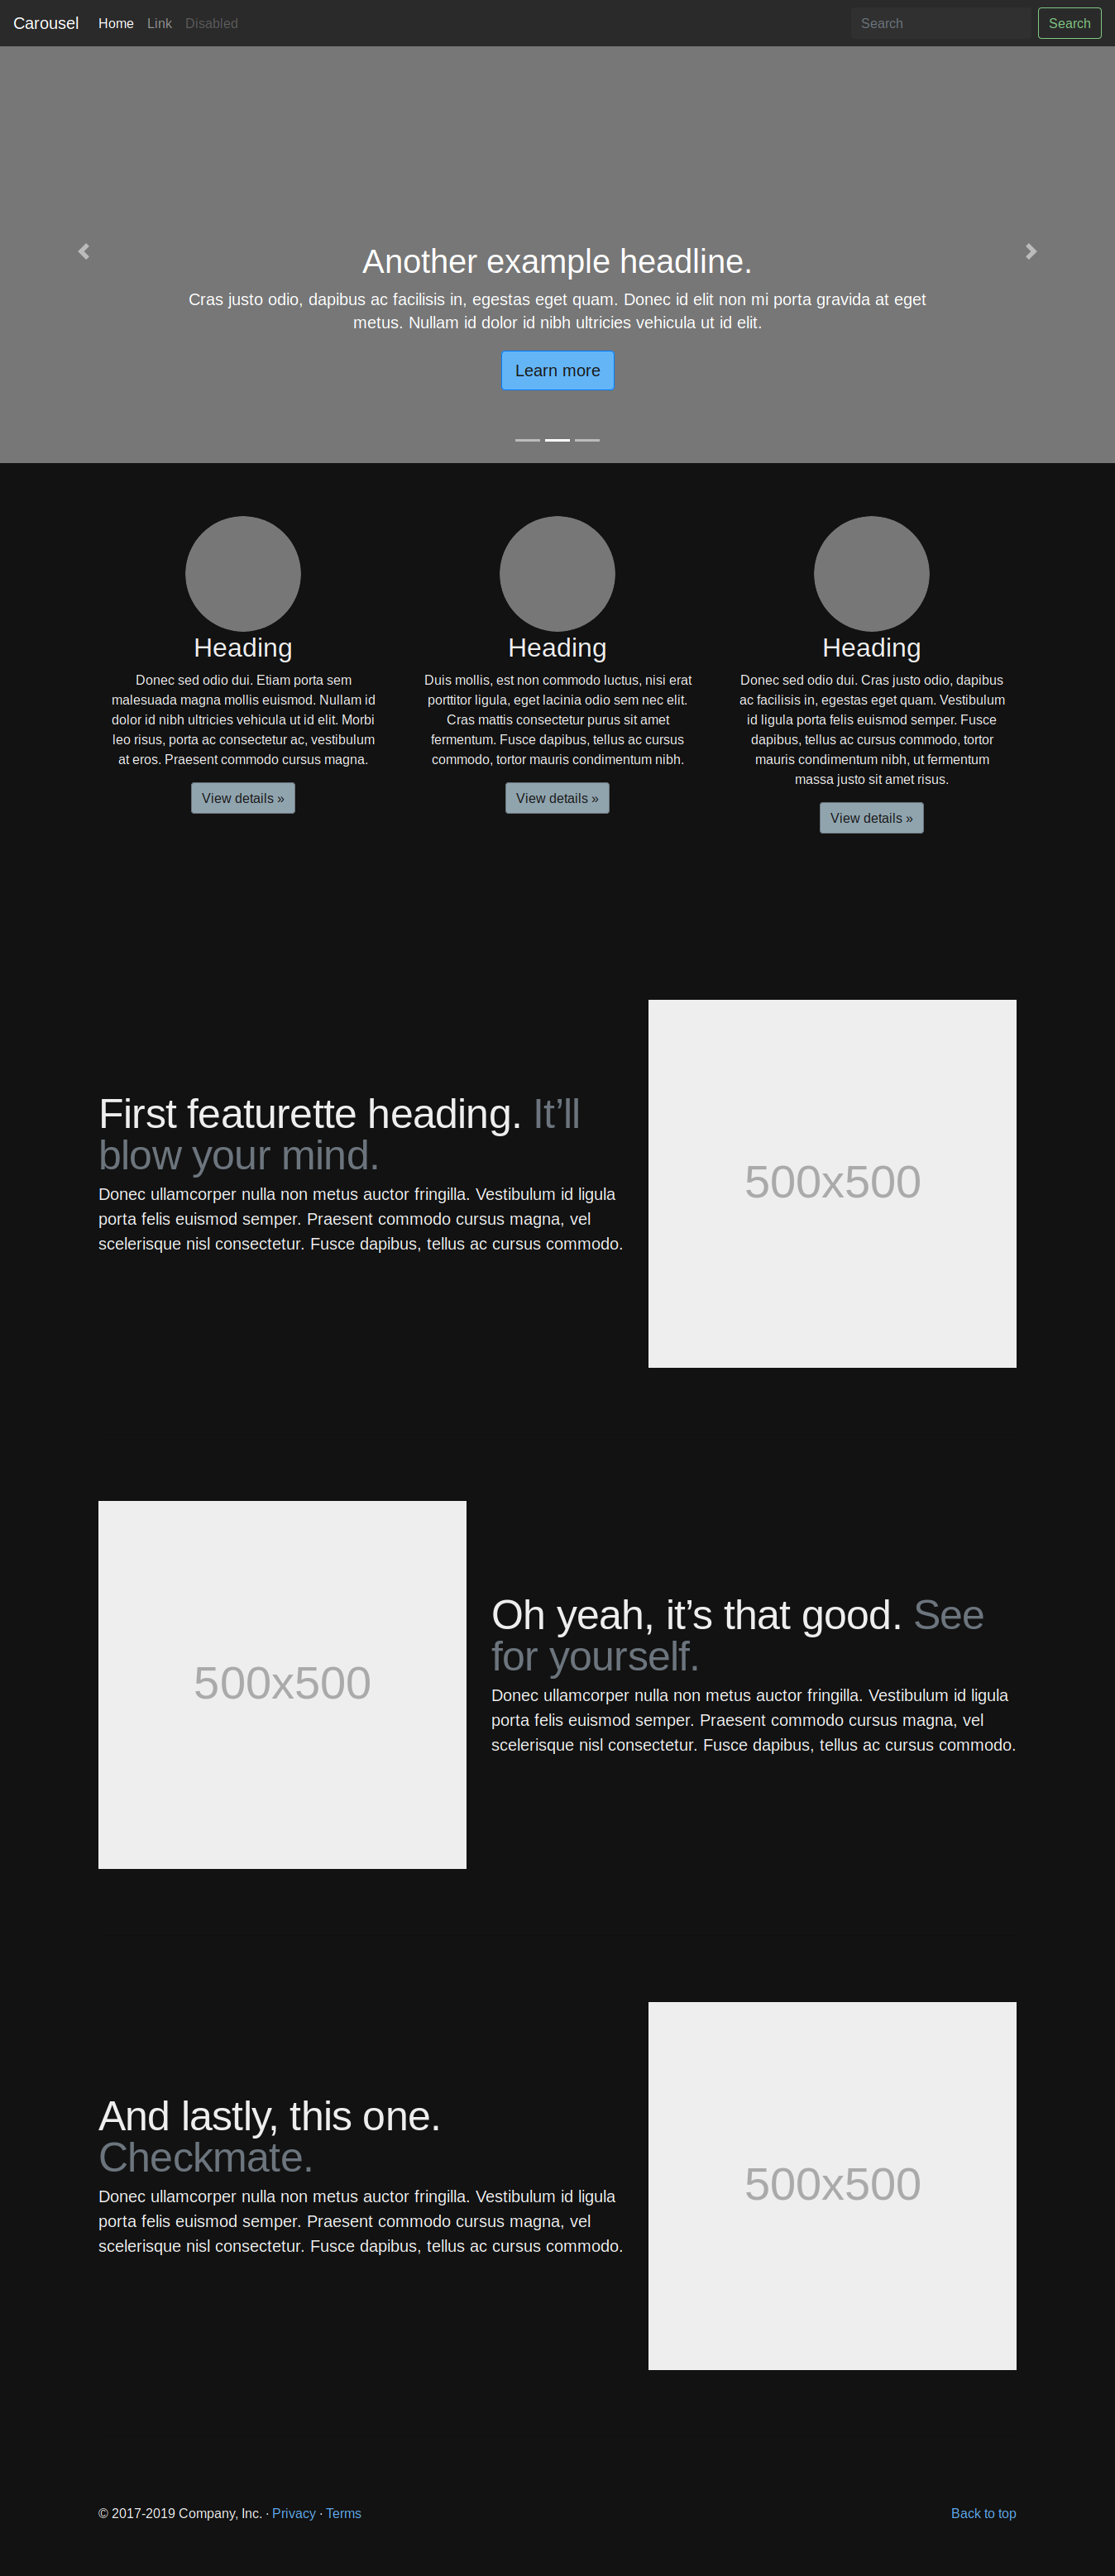 Carousel Home Link Disabled Search Search
Another example headline.
Cras justo odio, dapibus ac facilisis in, egestas eget quam. Donec id elit non mi porta gravida at eget
metus. Nullam id dolor id nibh ultricies vehicula ut id elit.
Learn more
Heading
Donec sed odio dui. Etiam porta sem
malesuada magna mollis euismod. Nullam id
dolor id nibh ultricies vehicula ut id elit. Morbi
leo risus, porta ac consectetur ac, vestibulum
at eros. Praesent commodo cursus magna.
View details »
Heading
Duis mollis, est non commodo luctus, nisi erat
porttitor ligula, eget lacinia odio sem nec elit.
Cras mattis consectetur purus sit amet
fermentum. Fusce dapibus, tellus ac cursus
commodo, tortor mauris condimentum nibh.
View details »
Heading
Donec sed odio dui. Cras justo odio, dapibus
ac facilisis in, egestas eget quam. Vestibulum
id ligula porta felis euismod semper. Fusce
dapibus, tellus ac cursus commodo, tortor
mauris condimentum nibh, ut fermentum
massa justo sit amet risus.
View details »
First featurette heading. It’ll
blow your mind.
Donec ullamcorper nulla non metus auctor fringilla. Vestibulum id ligula
porta felis euismod semper. Praesent commodo cursus magna, vel
scelerisque nisl consectetur. Fusce dapibus, tellus ac cursus commodo.
500x500
500x500
Oh yeah, it’s that good. See
for yourself.
Donec ullamcorper nulla non metus auctor fringilla. Vestibulum id ligula
porta felis euismod semper. Praesent commodo cursus magna, vel
scelerisque nisl consectetur. Fusce dapibus, tellus ac cursus commodo.
And lastly, this one.
Checkmate.
Donec ullamcorper nulla non metus auctor fringilla. Vestibulum id ligula
porta felis euismod semper. Praesent commodo cursus magna, vel
scelerisque nisl consectetur. Fusce dapibus, tellus ac cursus commodo.
500x500
© 2017-2019 Company, Inc. · Privacy · Terms
Back to top